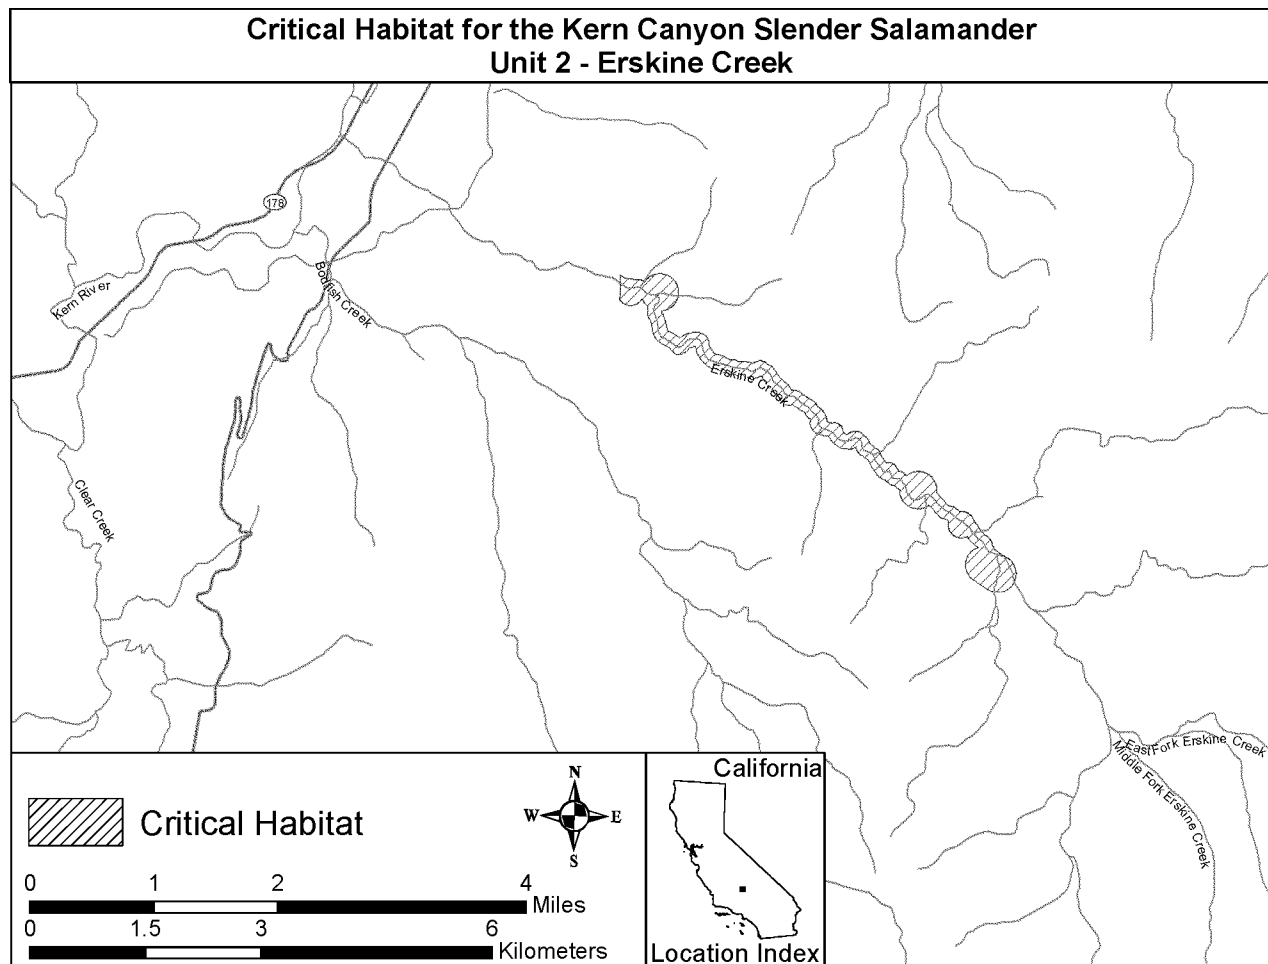 Critical Habitat for the Kern Canyon Slender Salamander
Unit 2 - Erskine Creek
178
Kern River
Bodfish Creek
Erskine Creek
Clear Creek
East Fork Erskine Creek
Middle Fork Erskine Creek
Critical Habitat
N
W E
S
0 1 2 4
Miles
0 1.5 3 6
Kilometers
California
Location Index